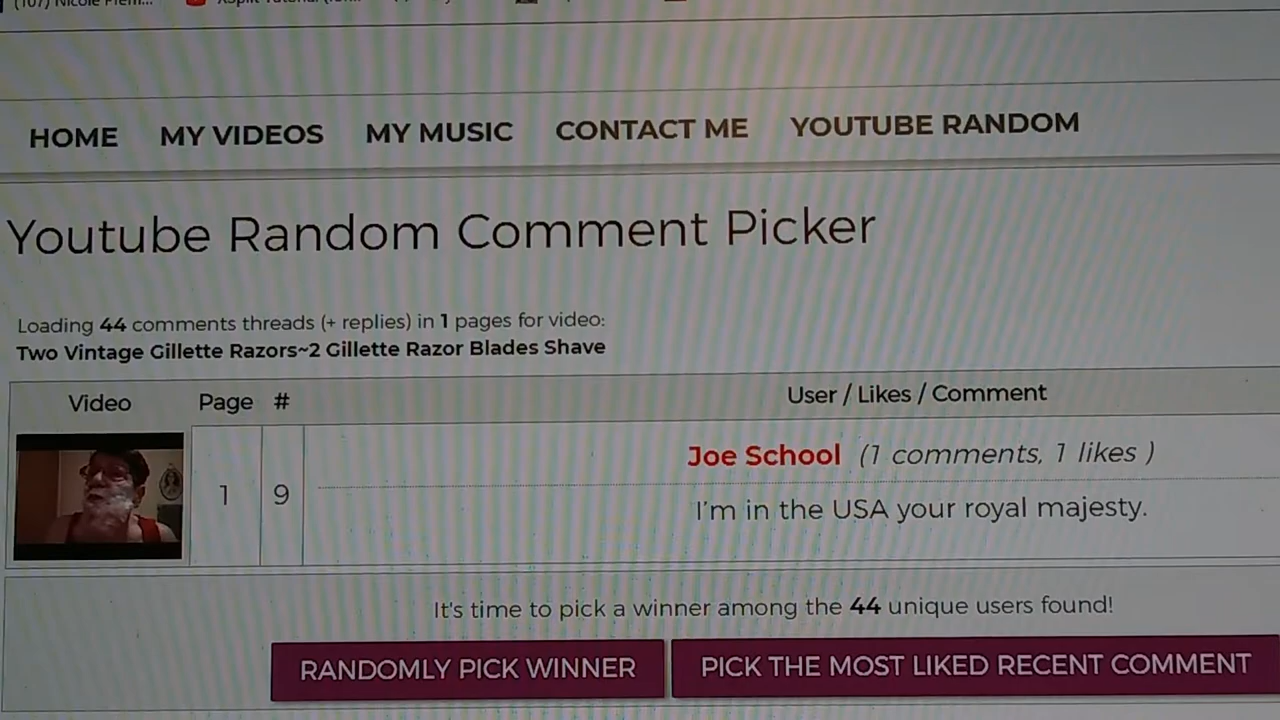 HOME MY VIDEOS MY MUSIC CONTACT ME YOUTUBE RANDOM
Youtube Random Comment Picker
Loading 44 comments threads (+ replies) in 1 pages for video:
Two Vintage Gillette Razors~2 Gillette Razor Blades Shave
Video Page # User / Likes / Comment
Joe School (1 comments, 1 likes )
1 9
I'm in the USA your royal majesty.
It's time to pick a winner among the 44 unique users found!
RANDOMLY PICK WINNER PICK THE MOST LIKED RECENT COMMENT